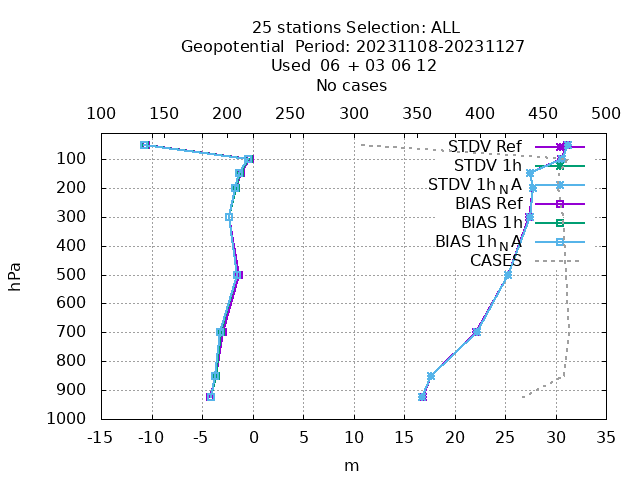 25 stations Selection: ALL
Geopotential  Period: 20231108-20231127
Used  06 + 03 06 12
No cases
100 150 200 250 300 350 400 450 500
STDV Ref
STDV 1h
STDV 1h_NA
BIAS Ref
BIAS 1h
BIAS 1h_NA
CASES
hPa
100
200
300
400
500
600
700
800
900
1000
-15 -10 -5 0 5 10 15 20 25 30 35
m